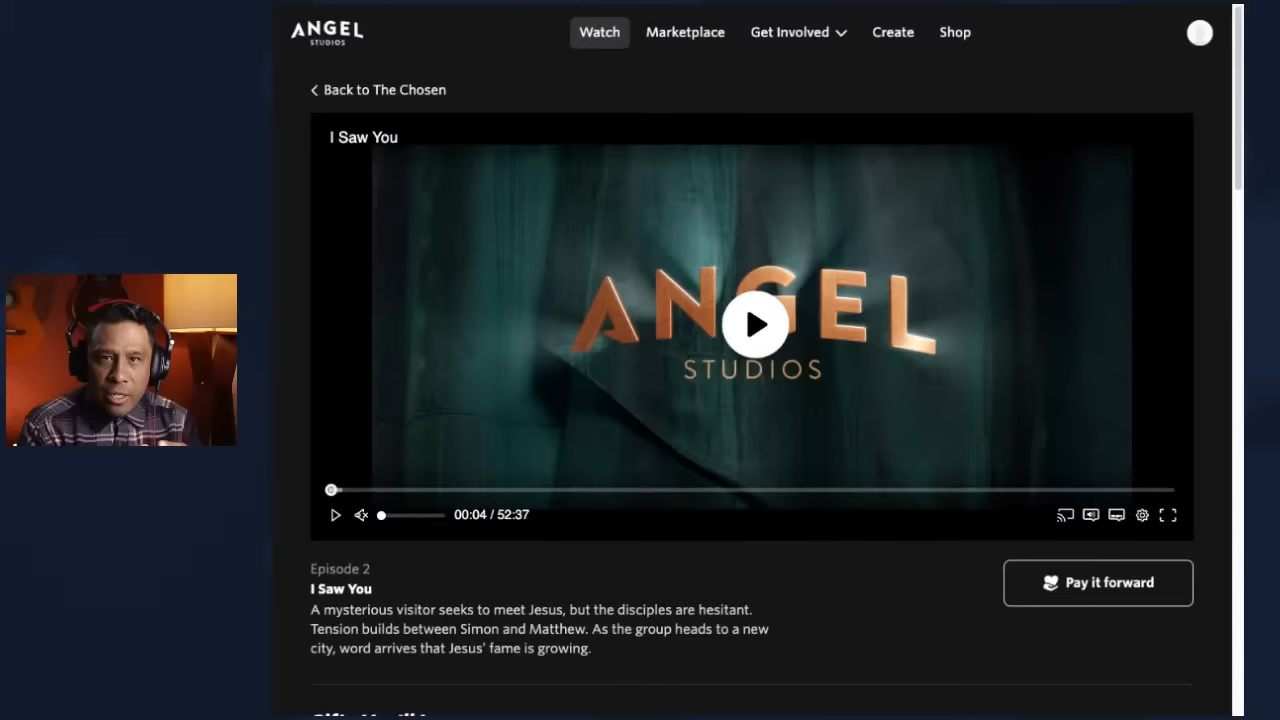 ANGEL
STUDIOS
Watch
Marketplace
Get Involved
Create
Shop
Back to The Chosen
I Saw You
ANGEL
STUDIOS
00:04 / 52:37
Episode 2
I Saw You
Pay it forward
A mysterious visitor seeks to meet Jesus, but the disciples are hesitant.
Tension builds between Simon and Matthew. As the group heads to a new
city, word arrives that Jesus' fame is growing.